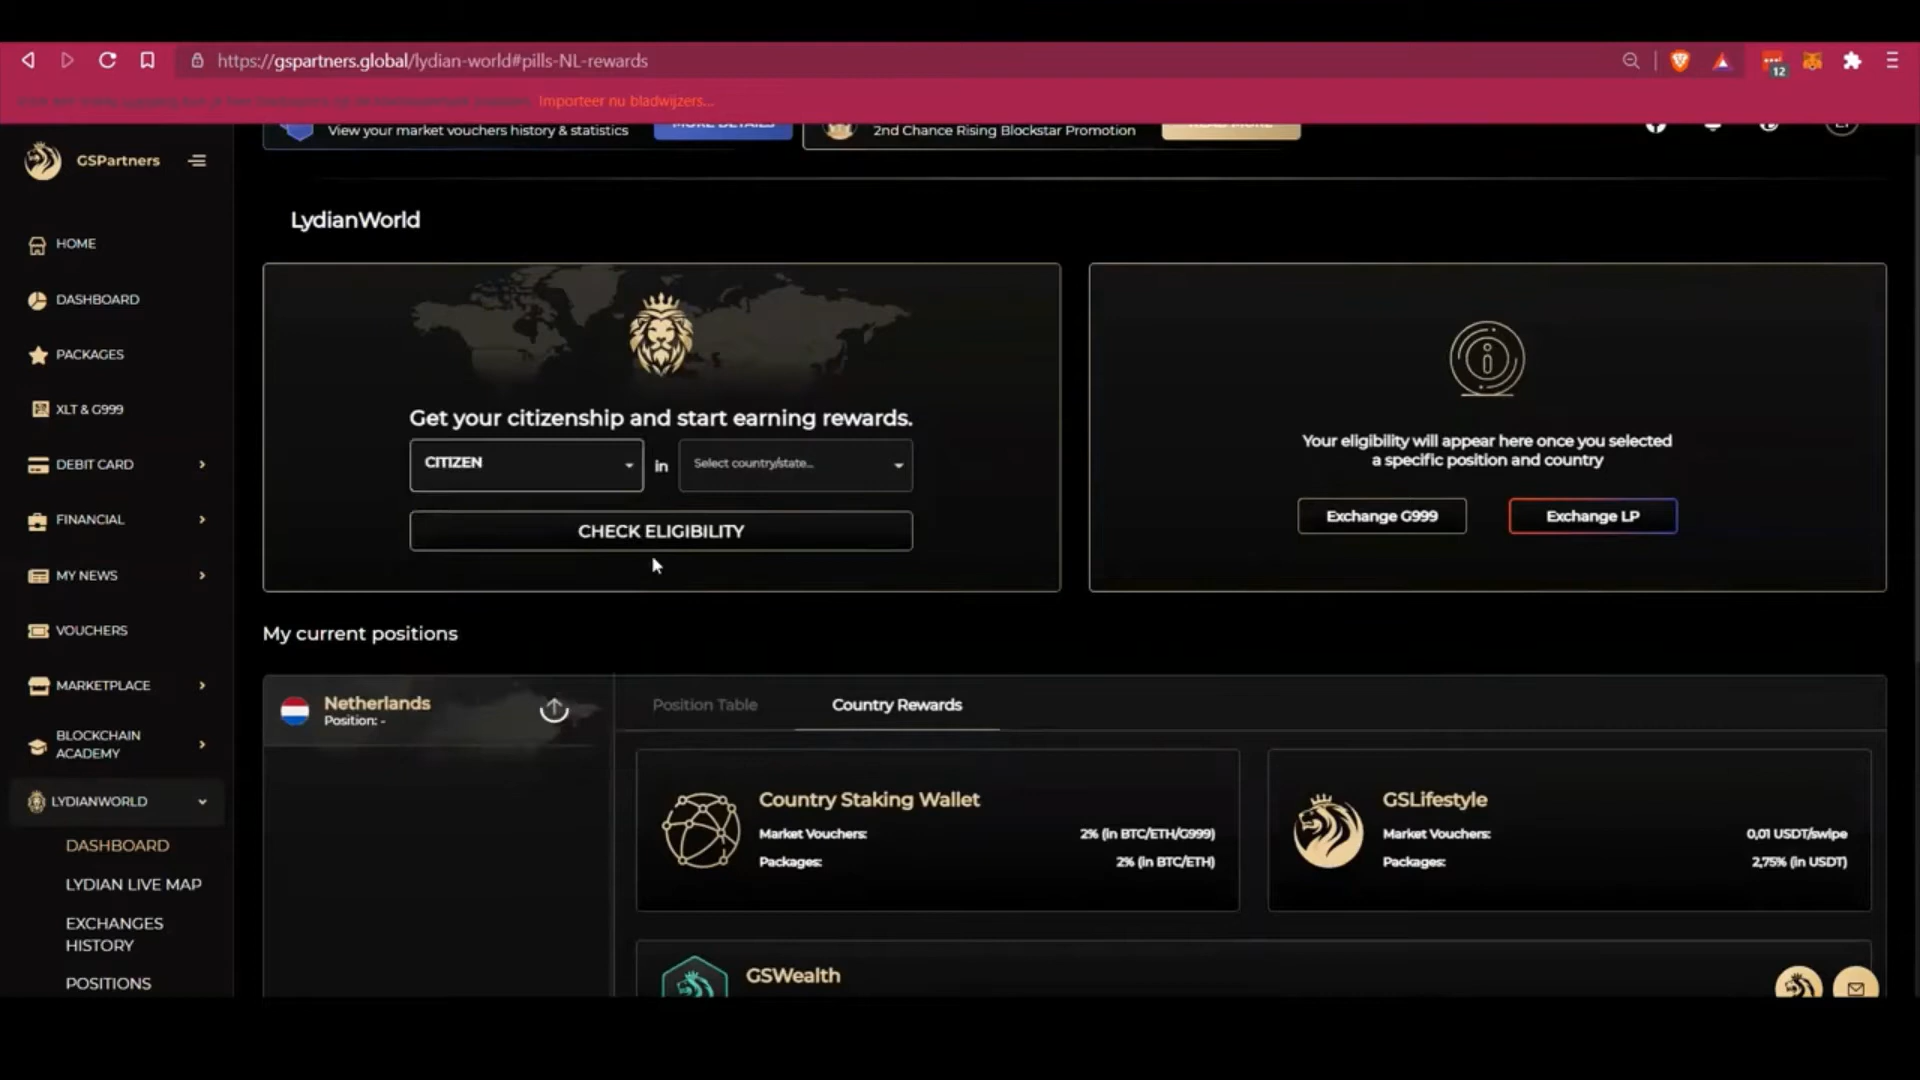 https://gspartners.global/lydian-world#pills-NL-rewards
12
Importeer nu bladwijzers...
View your market vouchers history & statistics
MORE DETAILS
2nd Chance Rising Blockstar Promotion
READ MORE
GSPartners
HOME
DASHBOARD
PACKAGES
XLT & G999
DEBIT CARD
FINANCIAL
MY NEWS
VOUCHERS
MARKETPLACE
BLOCKCHAIN
ACADEMY
LYDIANWORLD
DASHBOARD
LYDIAN LIVE MAP
EXCHANGES
HISTORY
POSITIONS
LydianWorld
Get your citizenship and start earning rewards.
CITIZEN
in
Select country/state...
CHECK ELIGIBILITY
Your eligibility will appear here once you selected
a specific position and country
Exchange G999
Exchange LP
My current positions
Netherlands
Position: -
Position Table
Country Rewards
Country Staking Wallet
Market Vouchers:
2% (in BTC/ETH/G999)
Packages:
2% (in BTC/ETH)
GSLifestyle
Market Vouchers:
0,01 USDT/swipe
Packages:
2,75% (in USDT)
GSWealth